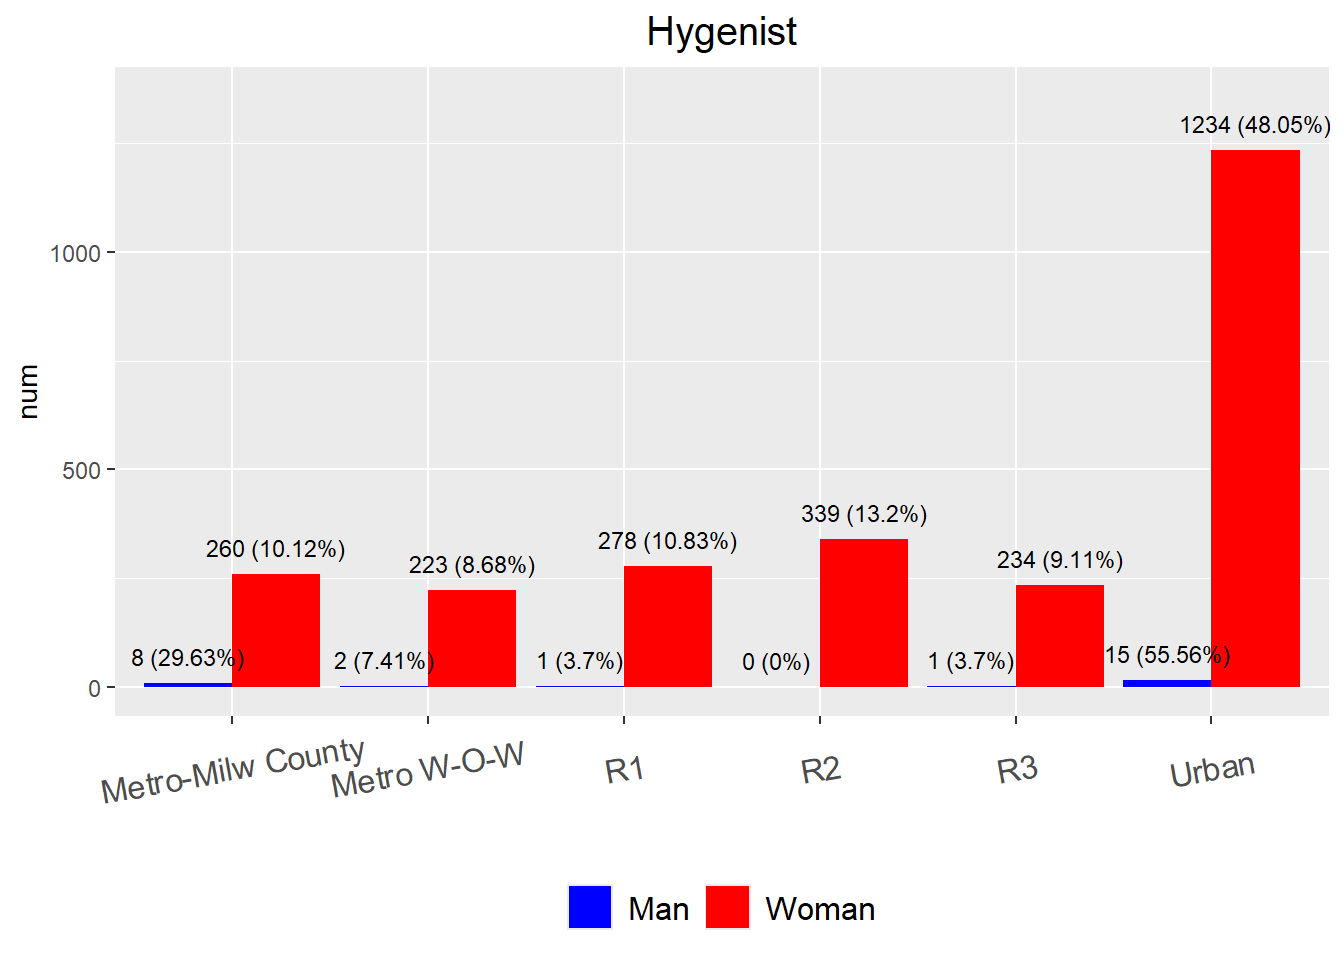 Hygenist
1234 (48.05%)
1000
num
500
339 (13.2%)
278 (10.83%)
260 (10.12%)
234 (9.11%)
223 (8.68%)
8 (29.63%)
2 (7.41%)
1 (3.7%)
0 (0%)
1 (3.7%)
15 (55.56%)
0
Metro-Milw County
Metro W-O-W
R1
R2
R3
Urban
Man
Woman